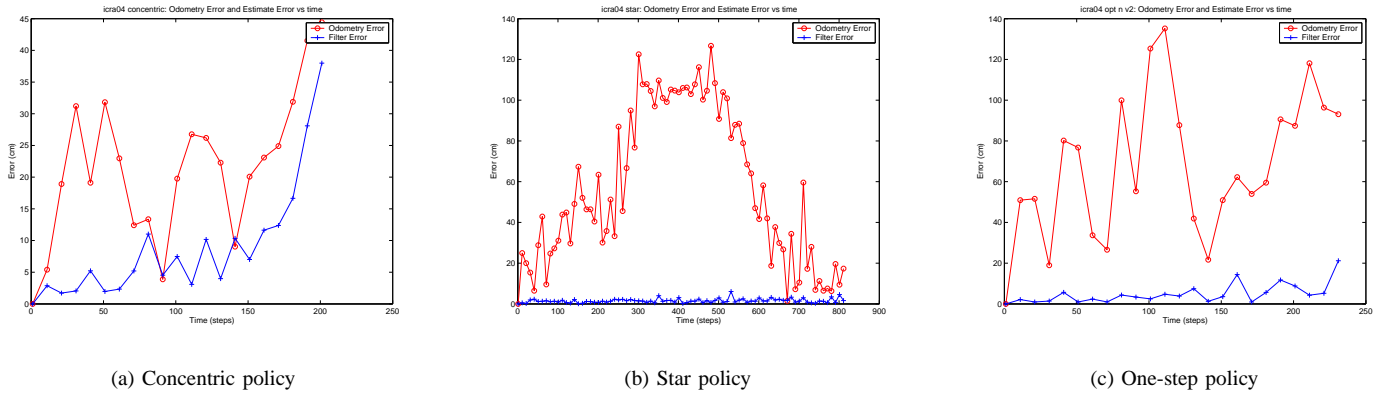 icra04 concentric: Odometry Error and Estimate Error vs time
45
40
35
30
25
20
15
10
5
0
Error (cm)
0 50 100 150 200 250
Time (steps)
Odometry Error
Filter Error
(a) Concentric policy
icra04 star: Odometry Error and Estimate Error vs time
140
120
100
80
60
40
20
0
Error (cm)
0 100 200 300 400 500 600 700 800 900
Time (steps)
Odometry Error
Filter Error
(b) Star policy
icra04 opt n v2: Odometry Error and Estimate Error vs time
140
120
100
80
60
40
20
0
Error (cm)
0 50 100 150 200 250
Time (steps)
Odometry Error
Filter Error
(c) One-step policy